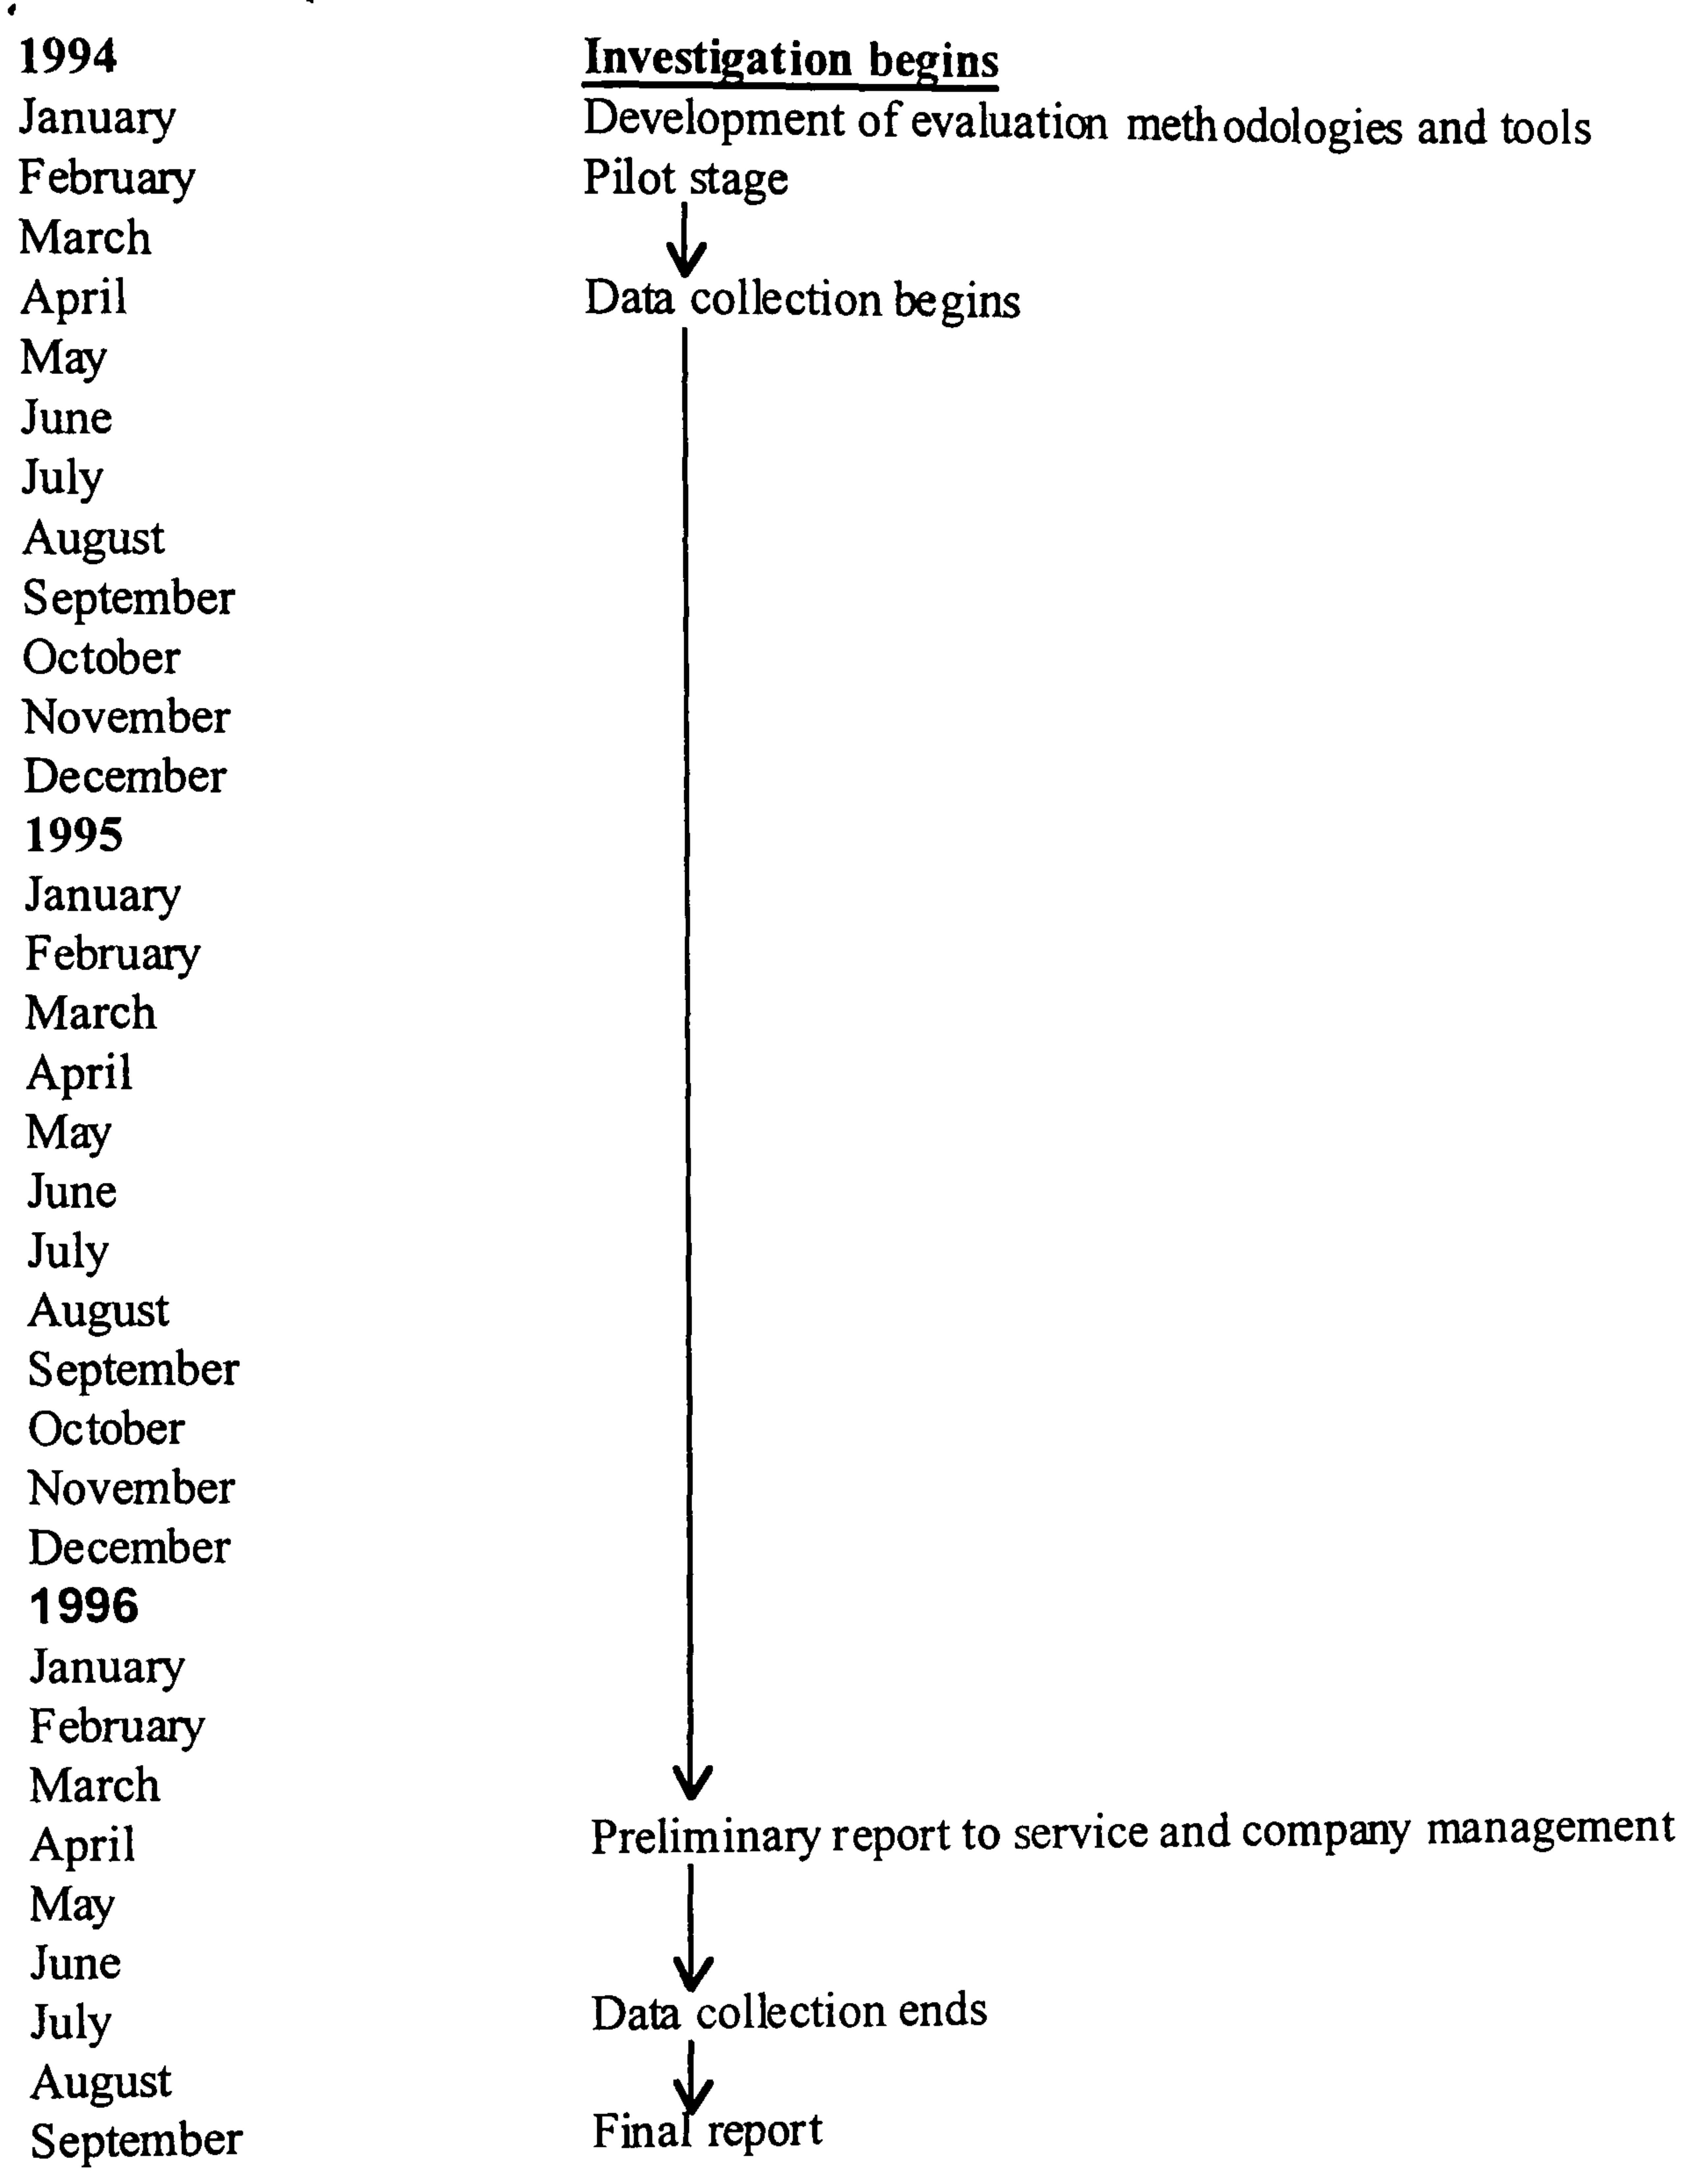 1994 Investigation begins
January Development of evaluation methodologies and tools
February Pilot stage
March
April Data collection begins
May
June
July
August
September
October
November
December
1995
January
February
March
April
May
June
July
August
September
October
November
December
1996
January
February
March
April Preliminary report to service and company management
May
June
July Data collection ends
August
September Final report